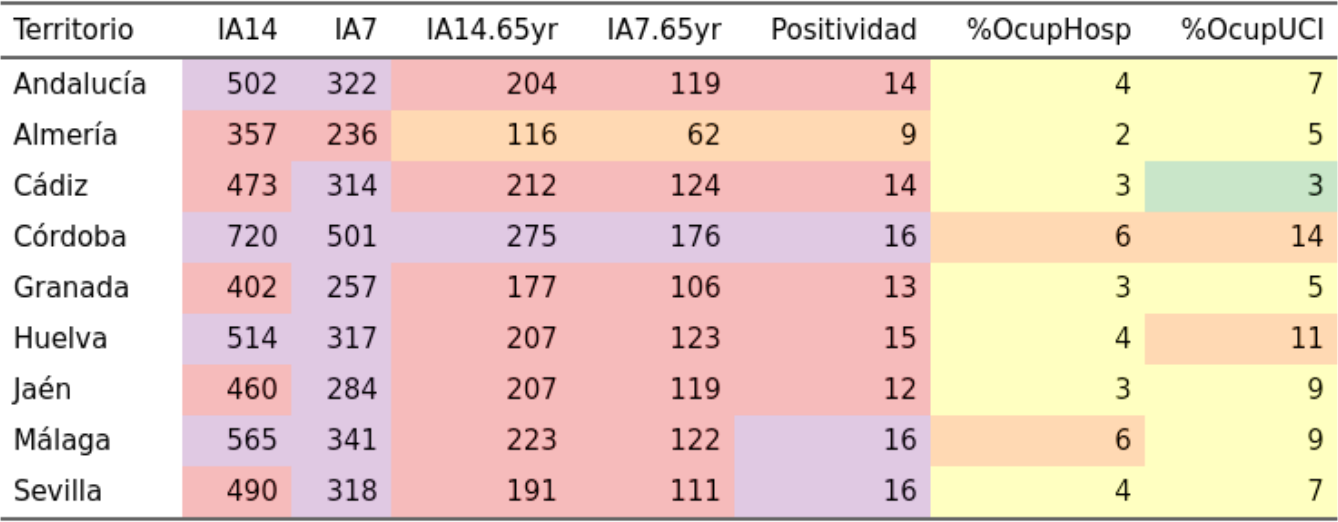 Territorio IA14 IA7 IA14.65yr IA7.65yr Positividad %OcupHosp %OcupUCI
Andalucía 502 322 204 119 14 4 7
Almería 357 236 116 62 9 2 5
Cádiz 473 314 212 124 14 3 3
Córdoba 720 501 275 176 16 6 14
Granada 402 257 177 106 13 3 5
Huelva 514 317 207 123 15 4 11
Jaén 460 284 207 119 12 3 9
Málaga 565 341 223 122 16 6 9
Sevilla 490 318 191 111 16 4 7